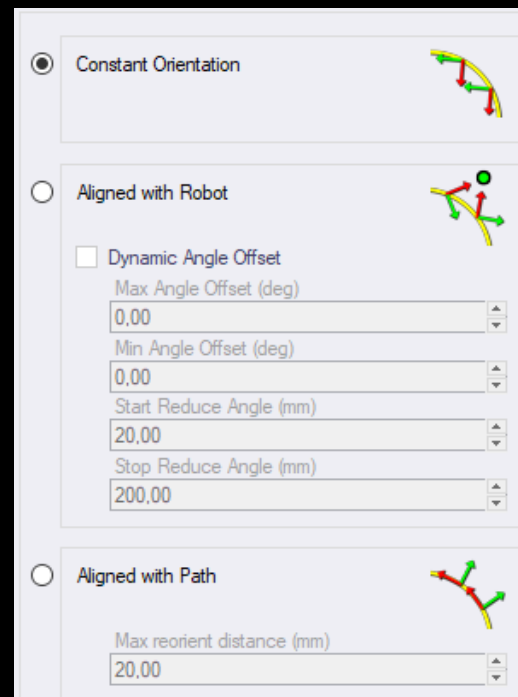 Constant Orientation
Aligned with Robot
Dynamic Angle Offset
Max Angle Offset (deg)
0,00
Min Angle Offset (deg)
0,00
Start Reduce Angle (mm)
20,00
Stop Reduce Angle (mm)
200,00
Aligned with Path
Max reorient distance (mm)
20,00